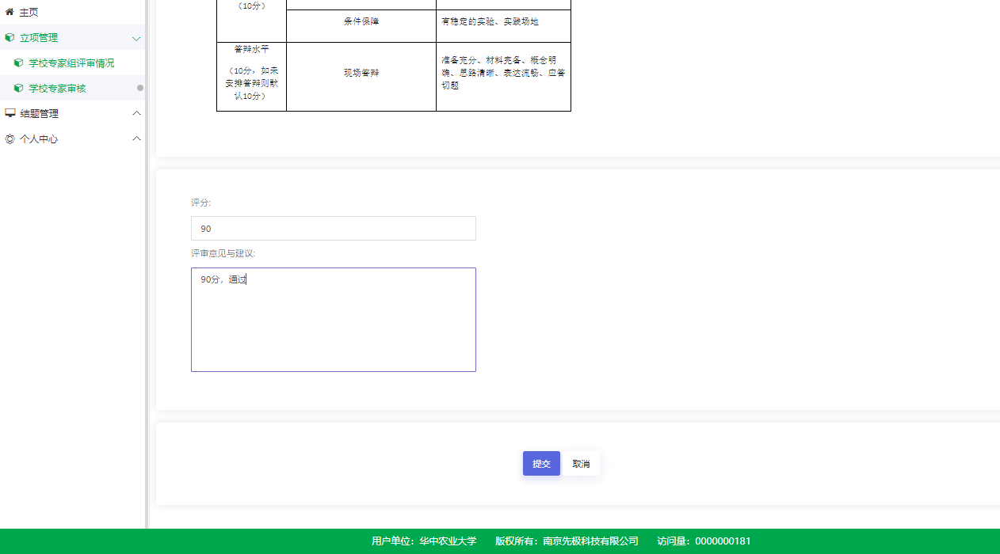 主页
立项管理
学校专家组评审情况
学校专家审核
结题管理
个人中心
（10分）
条件保障
有稳定的实验、实践场地
答辩水平
（10分，如未
安排答辩则默
认10分）
现场答辩
准备充分、材料完备、概念明
确、思路清晰、表达流畅、应答
切题
评分:
90
评审意见与建议:
90分，通过
提交
取消
用户单位：华中农业大学 版权所有：南京先极科技有限公司 访问量：0000000181